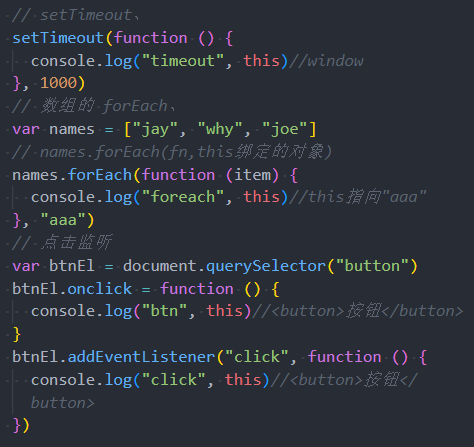 // setTimeout、
setTimeout(function () {
  console.log("timeout", this)//window
}, 1000)
// 数组的 forEach、
var names = ["jay", "why", "joe"]
// names.forEach(fn,this绑定的对象)
names.forEach(function (item) {
  console.log("foreach", this)//this指向"aaa"
}, "aaa")
// 点击监听
var btnEl = document.querySelector("button")
btnEl.onclick = function () {
  console.log("btn", this)//<button>按钮</button>
}
btnEl.addEventListener("click", function () {
  console.log("click", this)//<button>按钮</
  button>
})